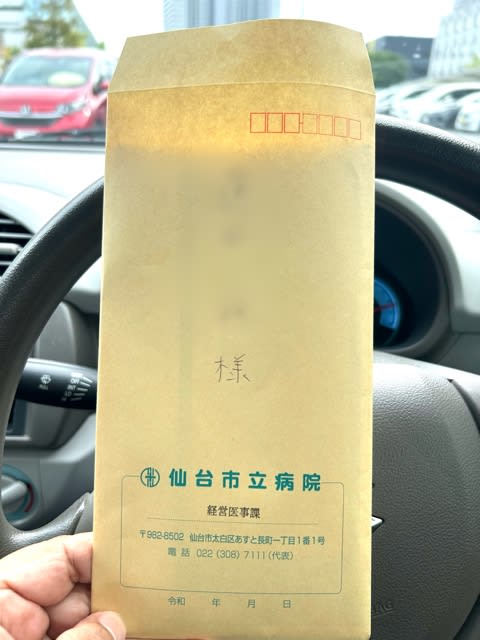 様
仙台市立病院
経営医事課
〒982-8502 仙台市太白区あすと長町一丁目1番1号
電話 022(308)7111(代表)
令和 年 月 日